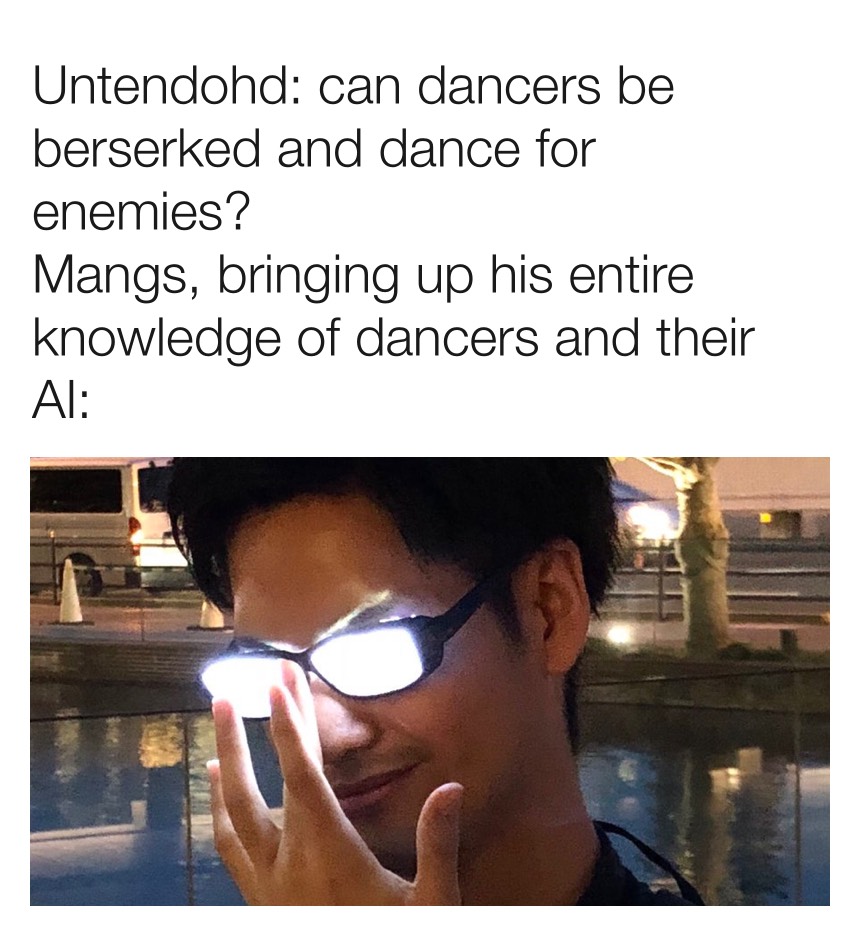 Untendohd: can dancers be
berserked and dance for
enemies?
Mangs, bringing up his entire
knowledge of dancers and their
AI: